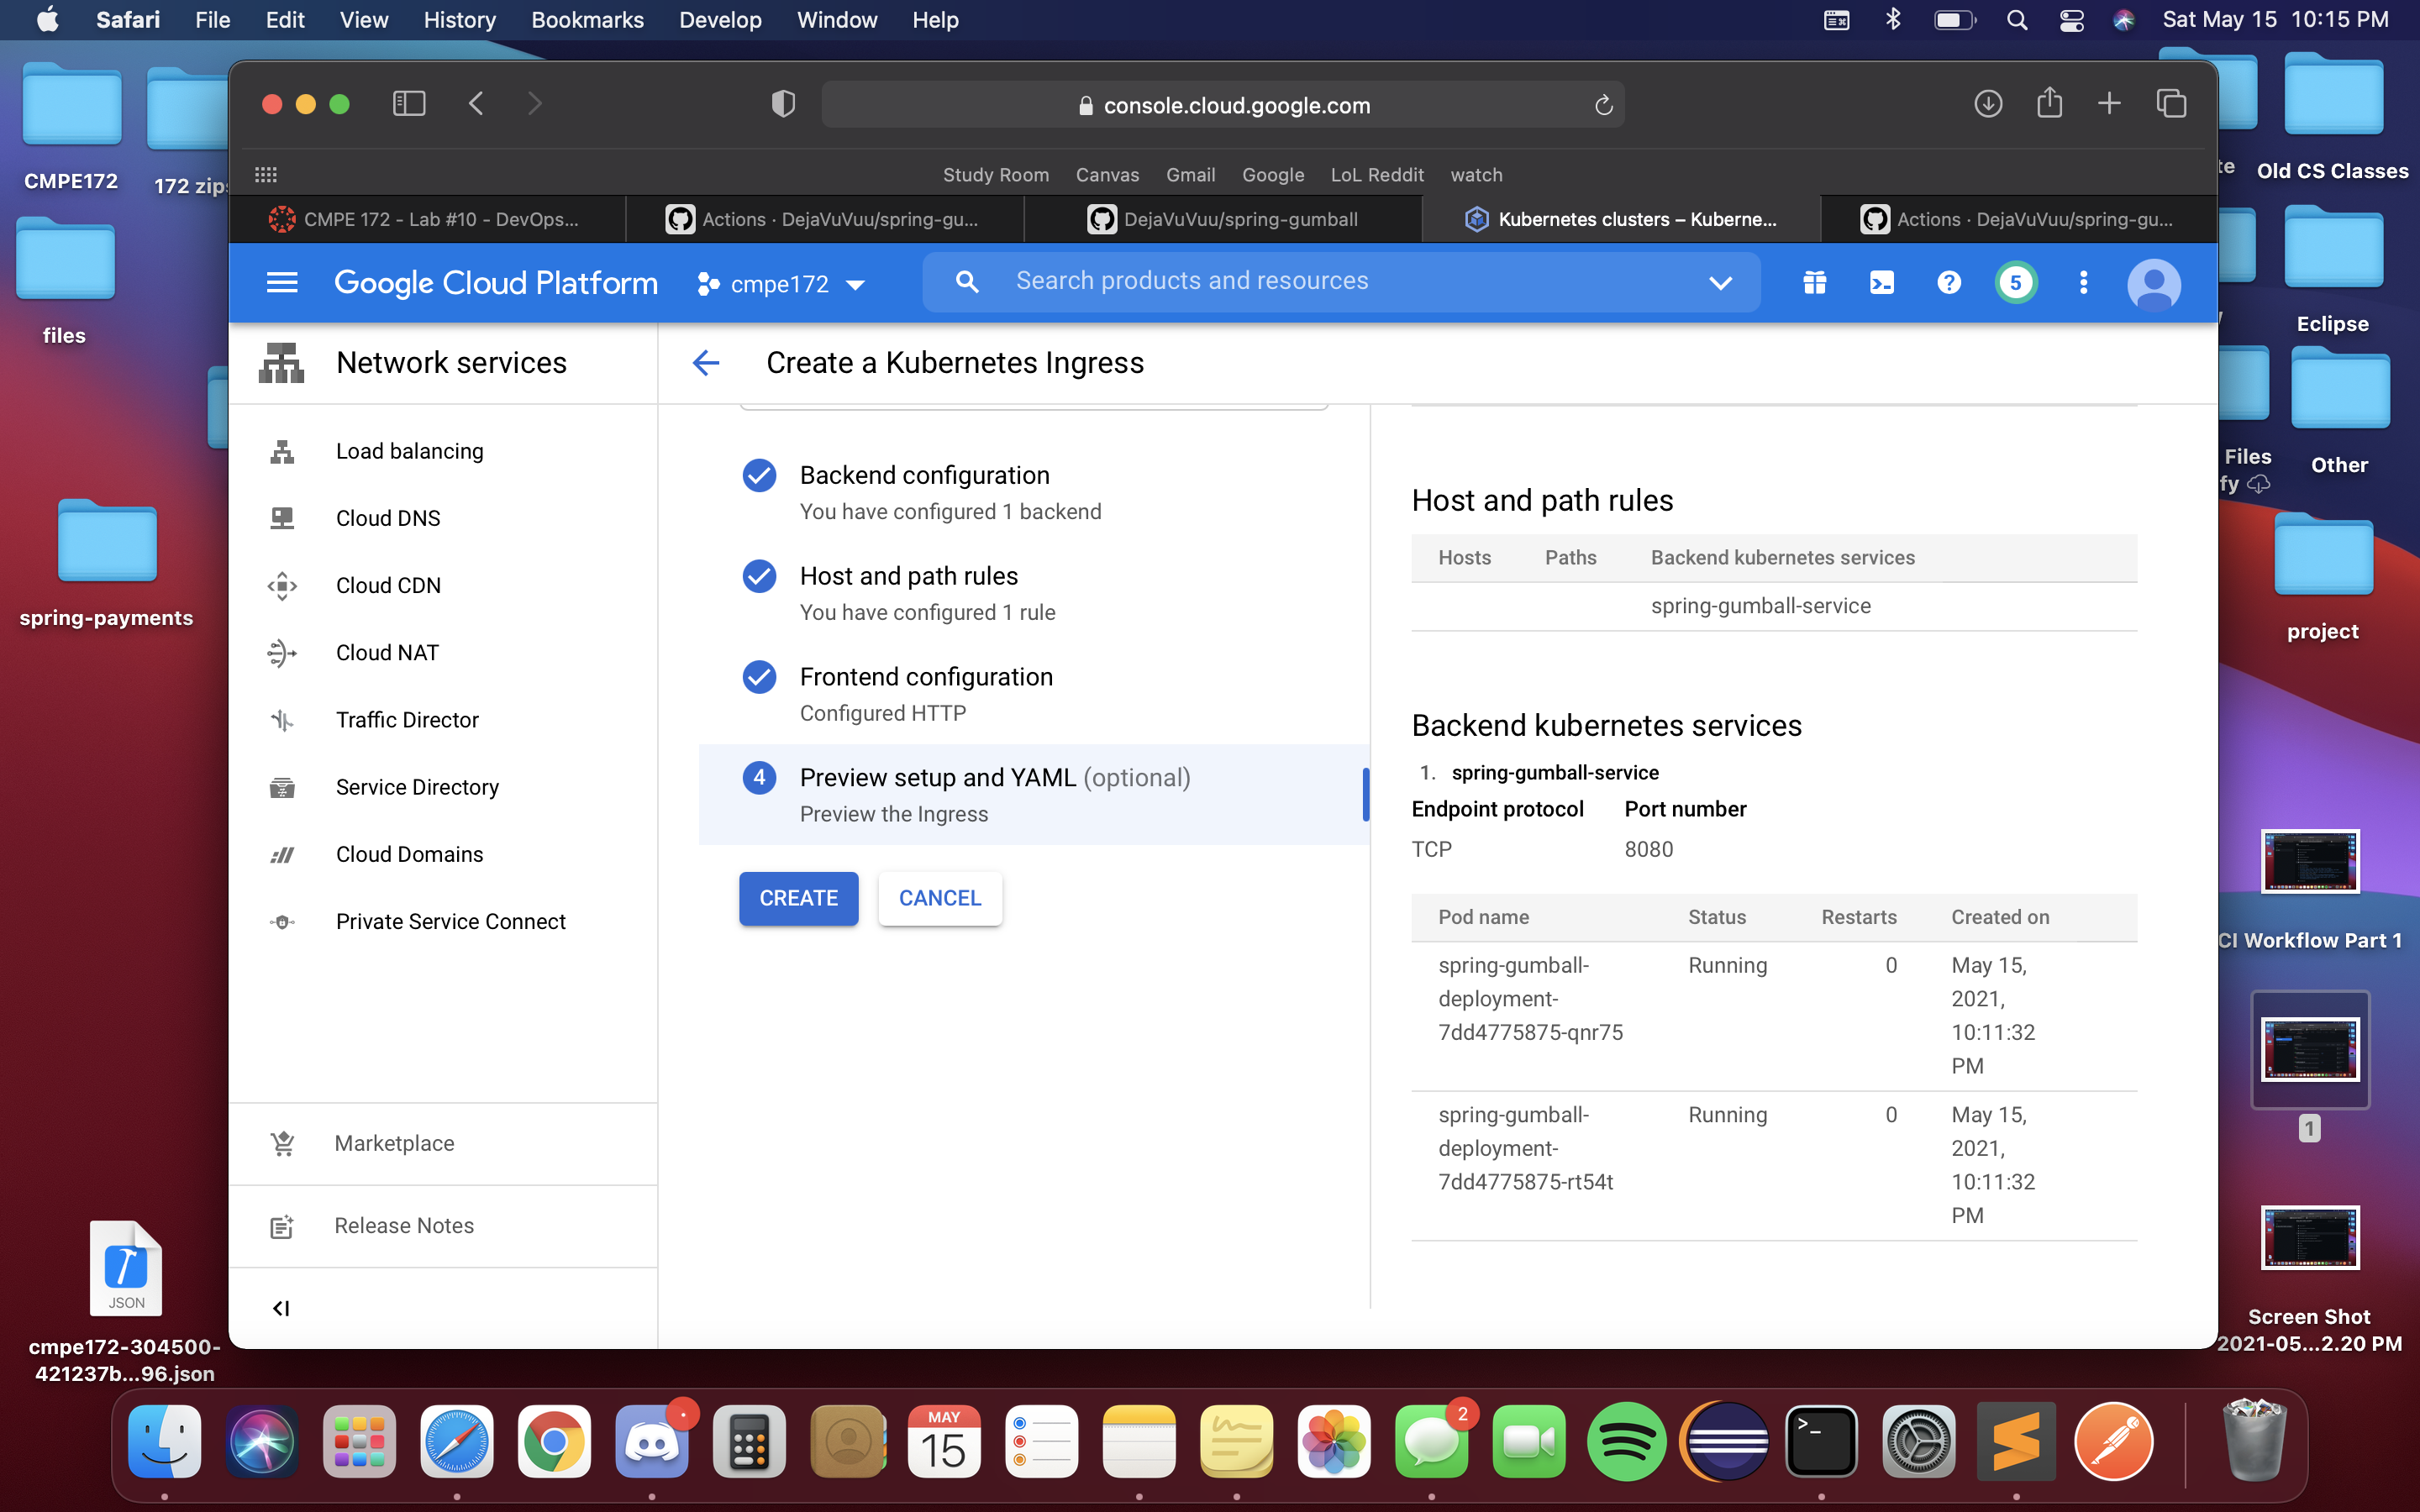 Safari File Edit View History Bookmarks Develop Window Help Sat May 15 10:15 PM
CMPE172
172 zip
files
spring-payments
JSON
cmpe172-304500-
421237b...96.json
console.cloud.google.com
Study Room Canvas Gmail Google LoL Reddit watch
CMPE 172 - Lab #10 - DevOps...
Actions · DejaVuVuu/spring-gu...
DejaVuVuu/spring-gumball
Kubernetes clusters – Kuberne...
Actions · DejaVuVuu/spring-gu...
Google Cloud Platform cmpe172 Search products and resources 5
Network services
Load balancing
Cloud DNS
Cloud CDN
Cloud NAT
Traffic Director
Service Directory
Cloud Domains
Private Service Connect
Marketplace
Release Notes
Create a Kubernetes Ingress
Backend configuration
You have configured 1 backend
Host and path rules
You have configured 1 rule
Frontend configuration
Configured HTTP
4 Preview setup and YAML (optional)
Preview the Ingress
CREATE CANCEL
Host and path rules
Hosts Paths Backend kubernetes services
spring-gumball-service
Backend kubernetes services
1. spring-gumball-service
Endpoint protocol Port number
TCP 8080
Pod name Status Restarts Created on
spring-gumball- Running 0 May 15,
deployment- 2021,
7dd4775875-qnr75 10:11:32
PM
spring-gumball- Running 0 May 15,
deployment- 2021,
7dd4775875-rt54t 10:11:32
PM
te
Old CS Classes
Eclipse
Files
fy
Other
project
CI Workflow Part 1
1
Screen Shot
2021-05...2.20 PM
MAY
15
2